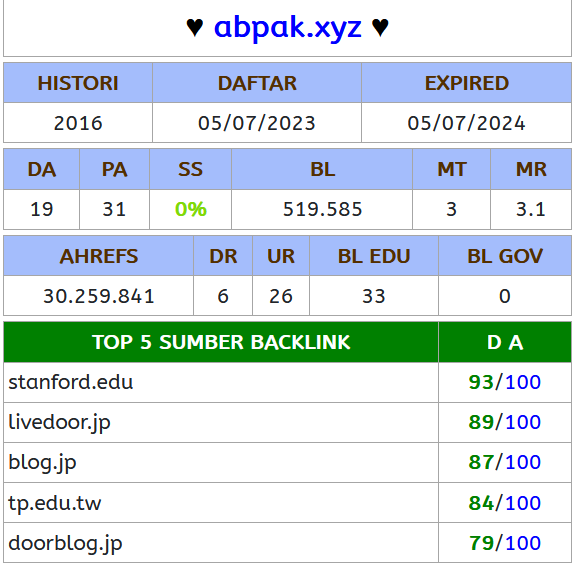 ♥ abpak.xyz ♥
HISTORI DAFTAR EXPIRED
2016 05/07/2023 05/07/2024
DA PA SS BL MT MR
19 31 0% 519.585 3 3.1
AHREFS DR UR BL EDU BL GOV
30.259.841 6 26 33 0
TOP 5 SUMBER BACKLINK D A
stanford.edu 93/100
livedoor.jp 89/100
blog.jp 87/100
tp.edu.tw 84/100
doorblog.jp 79/100